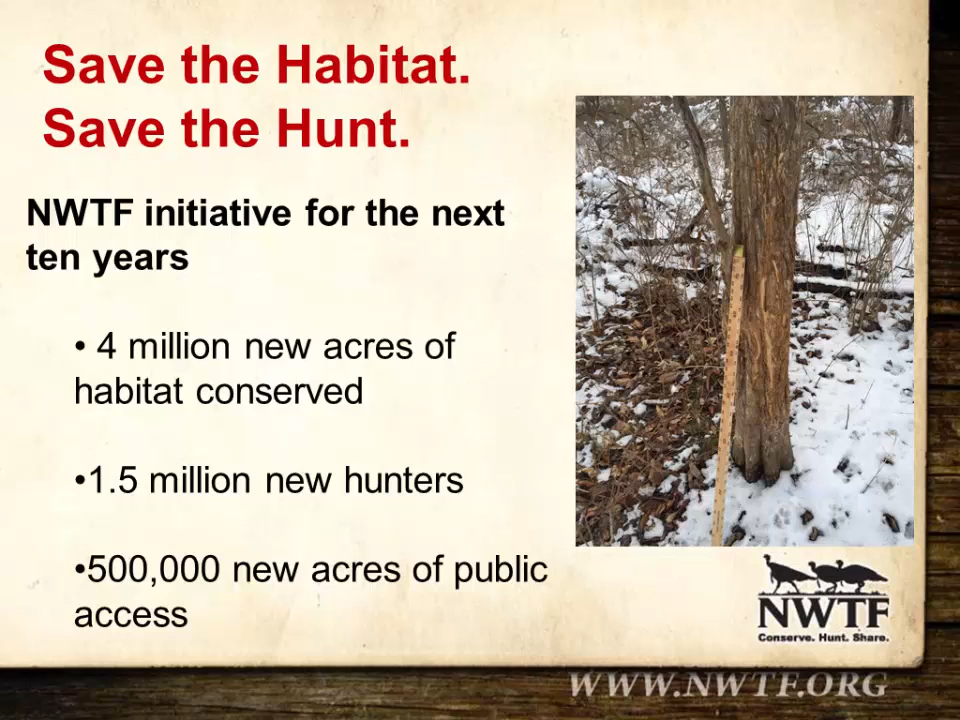 Save the Habitat.
Save the Hunt.
NWTF initiative for the next
ten years
• 4 million new acres of
habitat conserved
•1.5 million new hunters
•500,000 new acres of public
access
NWTF
Conserve. Hunt. Share.
WWW.NWTF.ORG